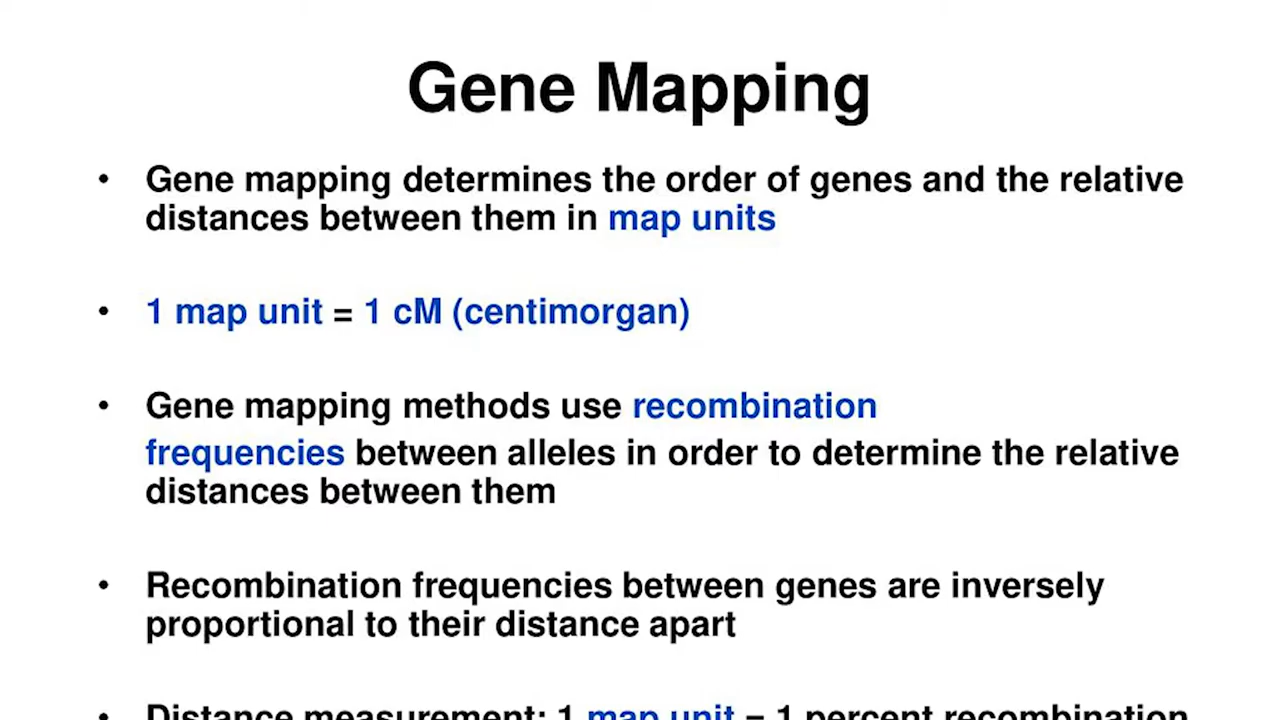 Gene Mapping
• Gene mapping determines the order of genes and the relative
distances between them in map units
• 1 map unit = 1 cM (centimorgan)
• Gene mapping methods use recombination
frequencies between alleles in order to determine the relative
distances between them
• Recombination frequencies between genes are inversely
proportional to their distance apart
• Distance measurement: 1 map unit = 1 percent recombination